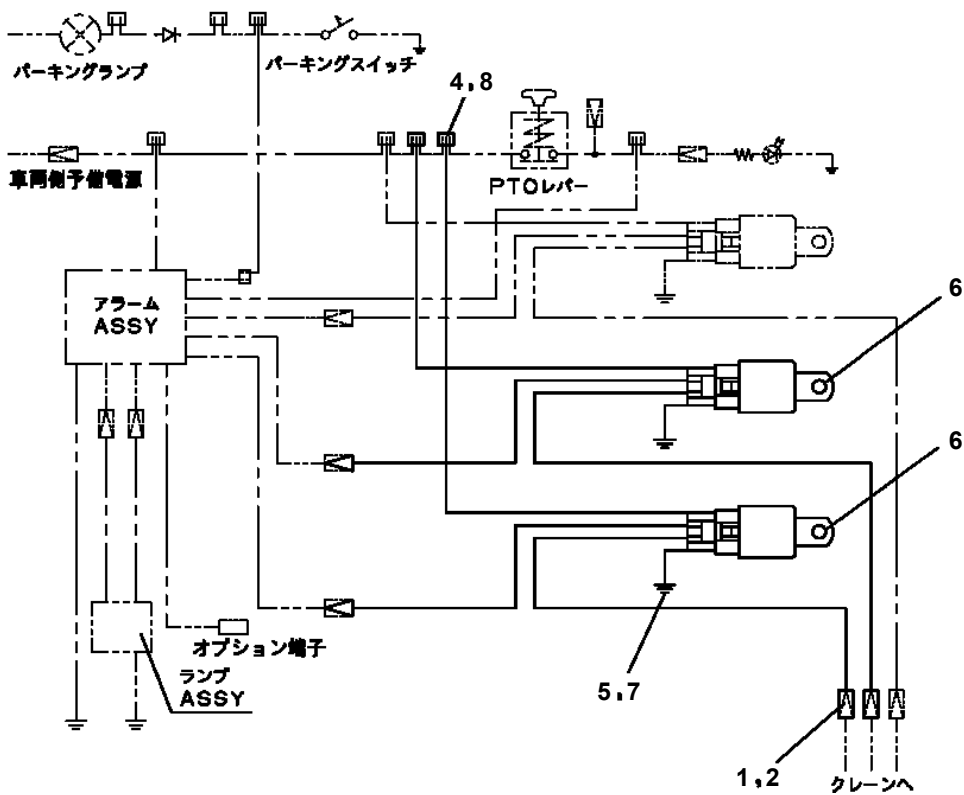 パーキングランプ
パーキングスイッチ
4,8
車両側予備電源
PTOレバー
アラーム
ASSY
6
6
オプション端子
ランプ
ASSY
5,7
1,2
クレーンへ